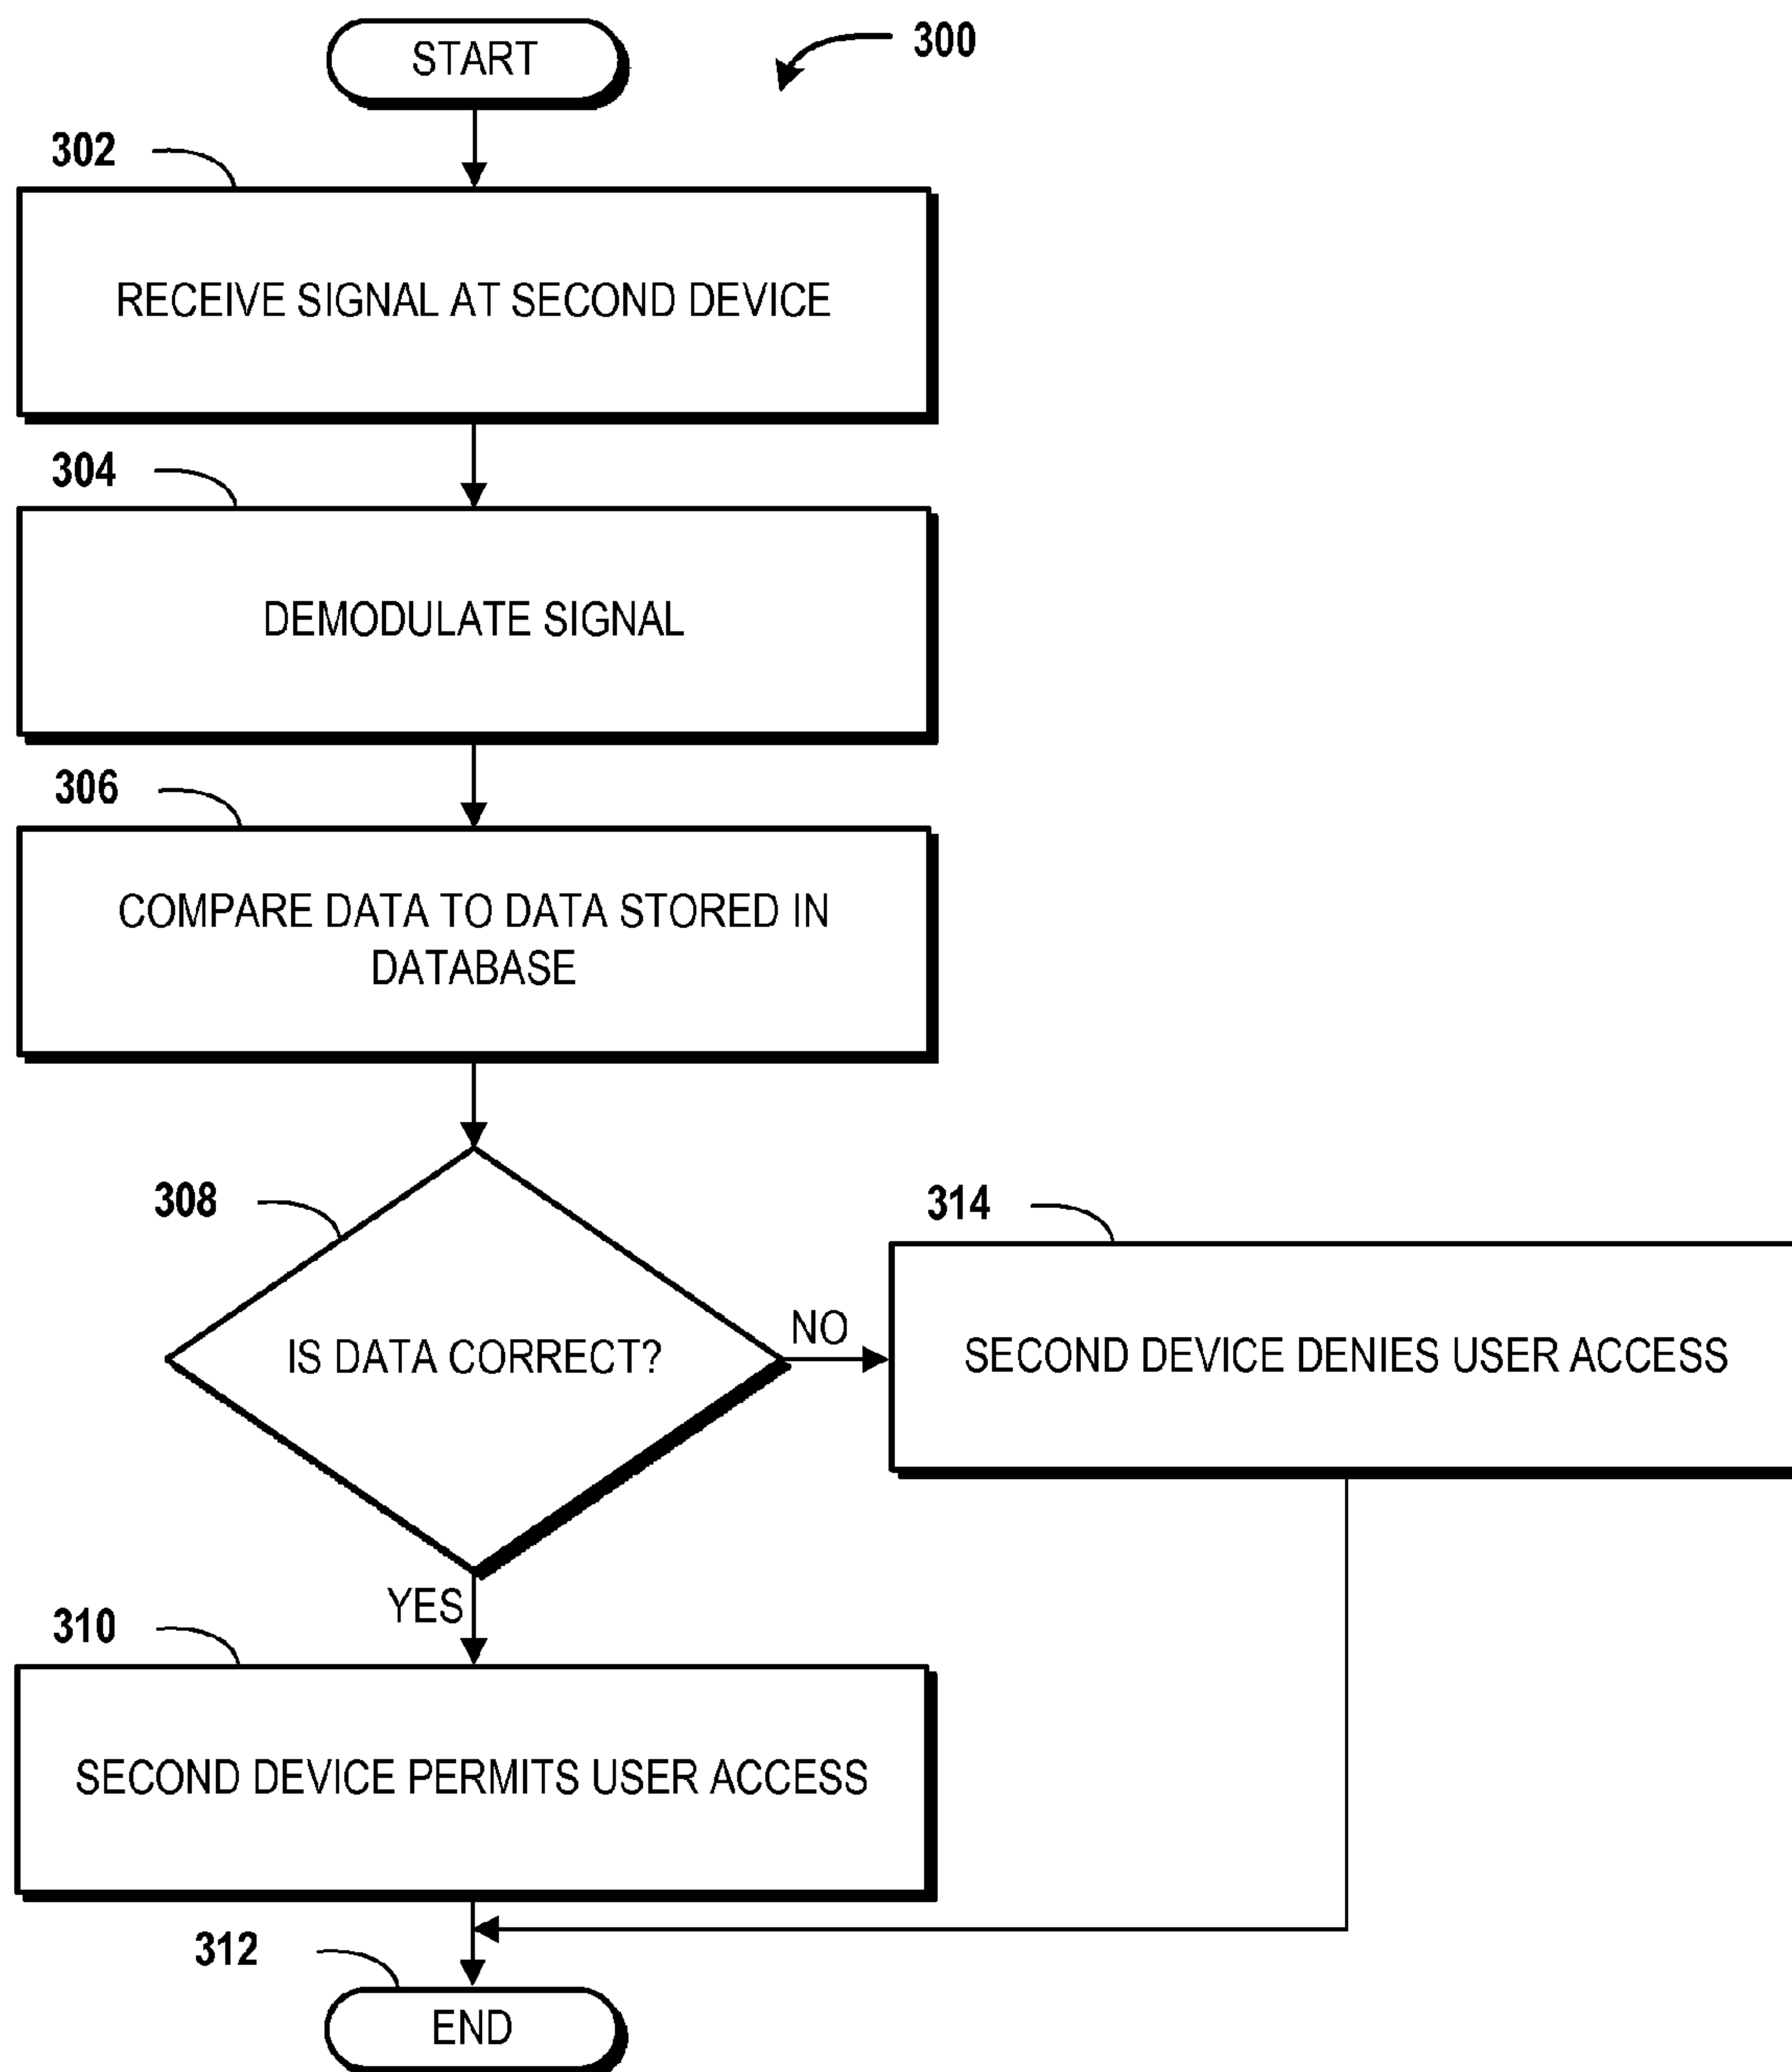 START
300
302
RECEIVE SIGNAL AT SECOND DEVICE
304
DEMODULATE SIGNAL
306
COMPARE DATA TO DATA STORED IN
DATABASE
308
IS DATA CORRECT?
NO
314
SECOND DEVICE DENIES USER ACCESS
YES
310
SECOND DEVICE PERMITS USER ACCESS
312
END